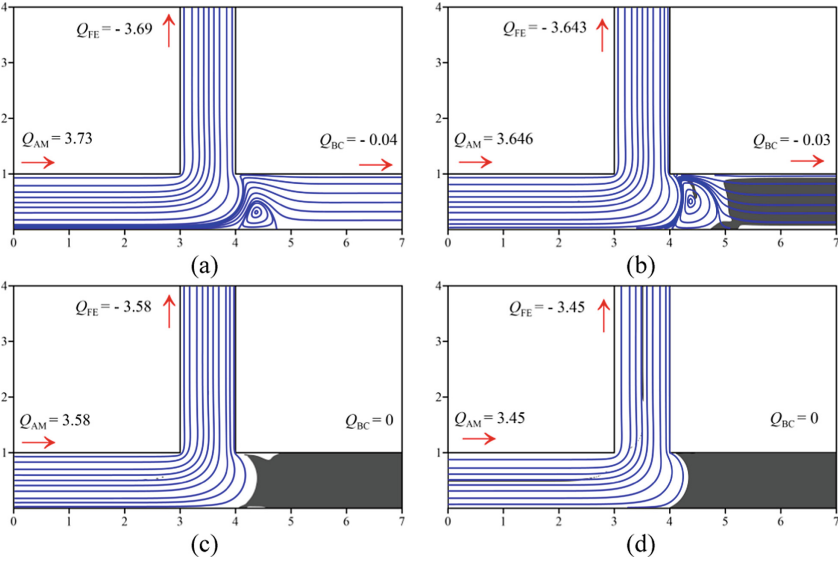 4
Q_FE = - 3.69
3
2
Q_AM = 3.73
Q_BC = - 0.04
1
0 1 2 3 4 5 6 7
(a)
4
Q_FE = - 3.643
3
2
Q_AM = 3.646
Q_BC = - 0.03
1
0 1 2 3 4 5 6 7
(b)
4
Q_FE = - 3.58
3
2
Q_AM = 3.58
Q_BC = 0
1
0 1 2 3 4 5 6 7
(c)
4
Q_FE = - 3.45
3
2
Q_AM = 3.45
Q_BC = 0
1
0 1 2 3 4 5 6 7
(d)